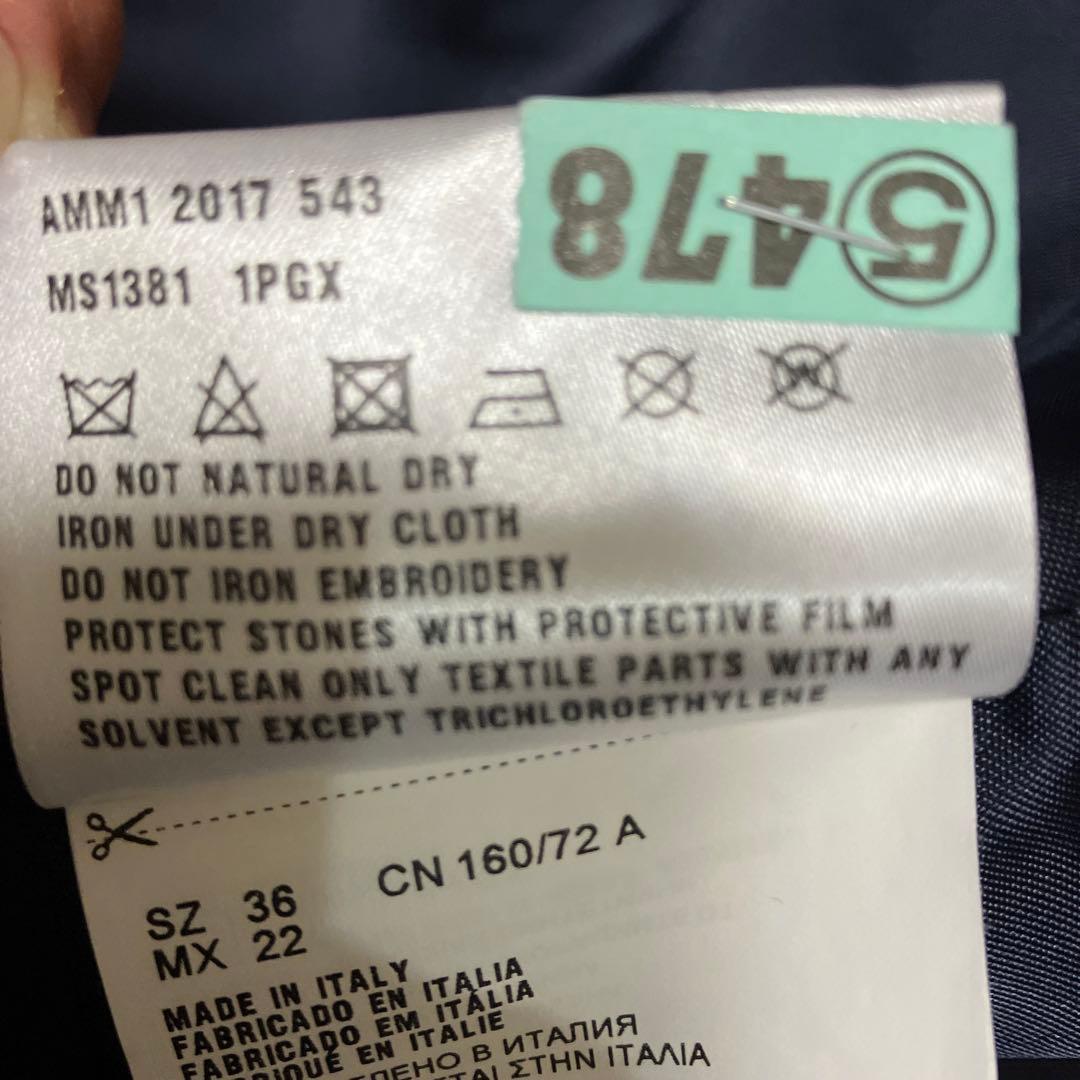 AMM1 2017 543
⑤478
MS1381 1PGX
DO NOT NATURAL DRY
IRON UNDER DRY CLOTH
DO NOT IRON EMBROIDERY
PROTECT STONES WITH PROTECTIVE FILM
SPOT CLEAN ONLY TEXTILE PARTS WITH ANY
SOLVENT EXCEPT TRICHLOROETHYLENE
CN 160/72 A
SZ 36
MX 22
MADE IN ITALY
FABRICADO EN ITALIA
FABRICADO EM ITÁLIA
EN ITALIE
В ИТАЛИЯ
ΣΤΗΝ ΙΤΑΛΙΑ